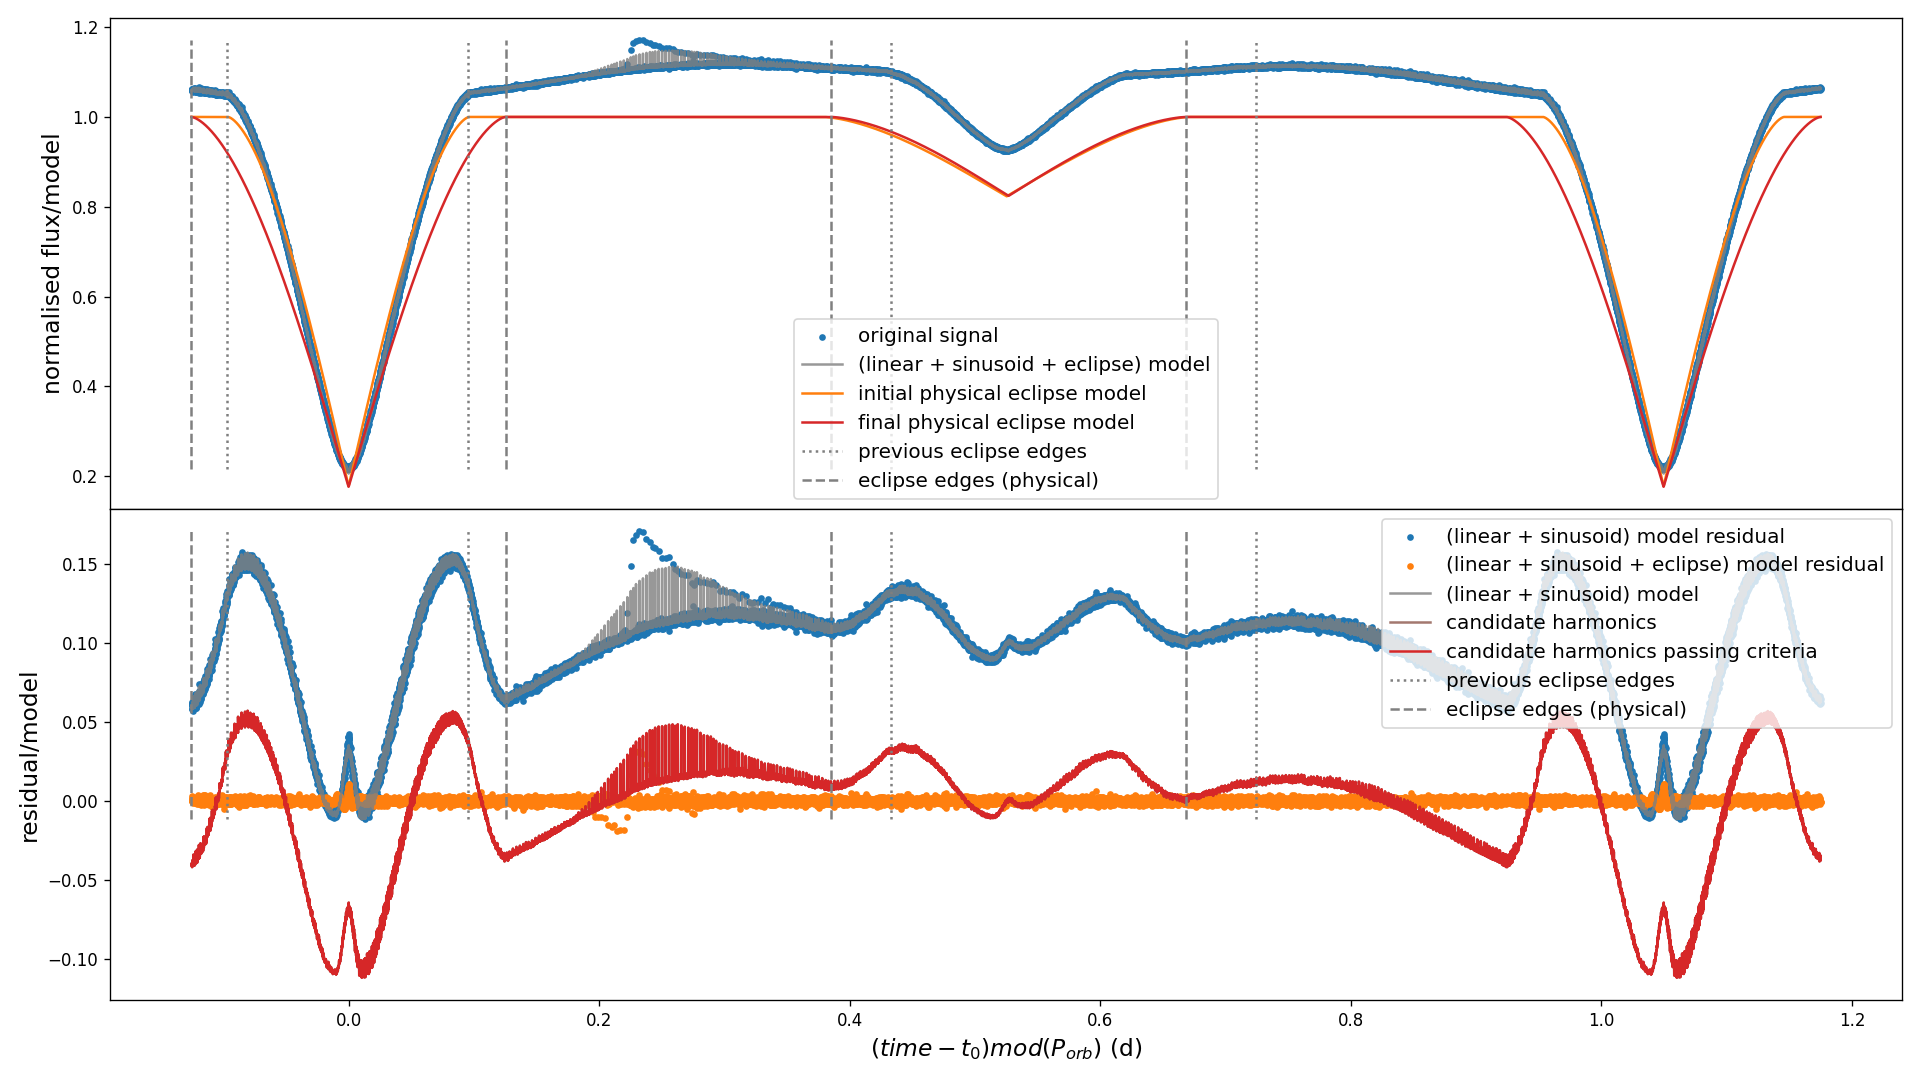 normalised flux/model
1.2
1.0
0.8
0.6
0.4
0.2
original signal
(linear + sinusoid + eclipse) model
initial physical eclipse model
final physical eclipse model
previous eclipse edges
eclipse edges (physical)
residual/model
0.15
0.10
0.05
0.00
−0.05
−0.10
(linear + sinusoid) model residual
(linear + sinusoid + eclipse) model residual
(linear + sinusoid) model
candidate harmonics
candidate harmonics passing criteria
previous eclipse edges
eclipse edges (physical)
0.0 0.2 0.4 0.6 0.8 1.0 1.2
(time − t₀)mod(Pₒᵣb) (d)